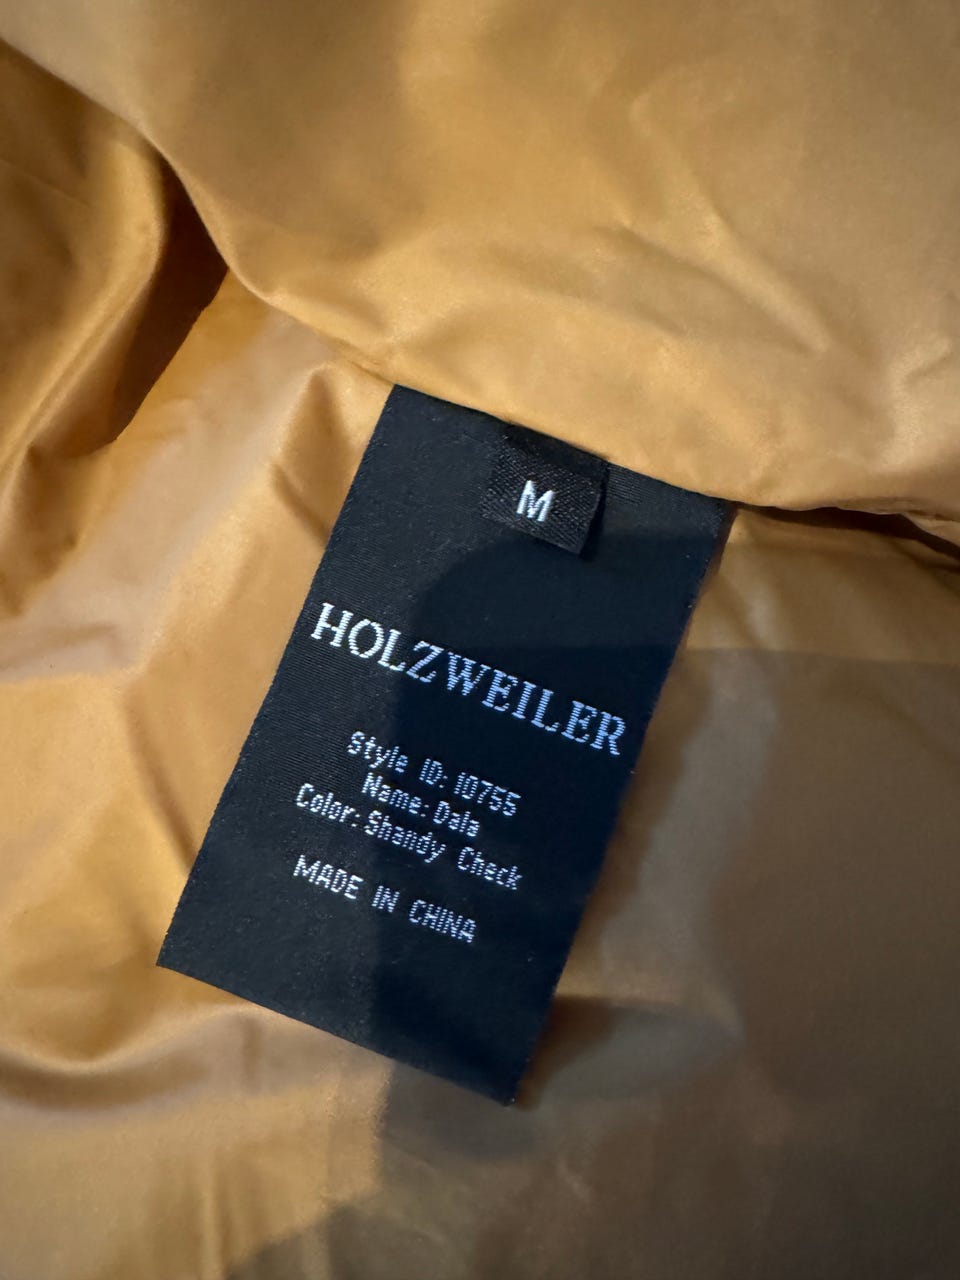 M
HOLZWEILER
Style ID: 10755
Name: Dala
Color: Shandy Check
MADE IN CHINA